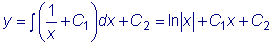 y = ∫(1/x + C₁)dx + C₂ = ln|x| + C₁x + C₂